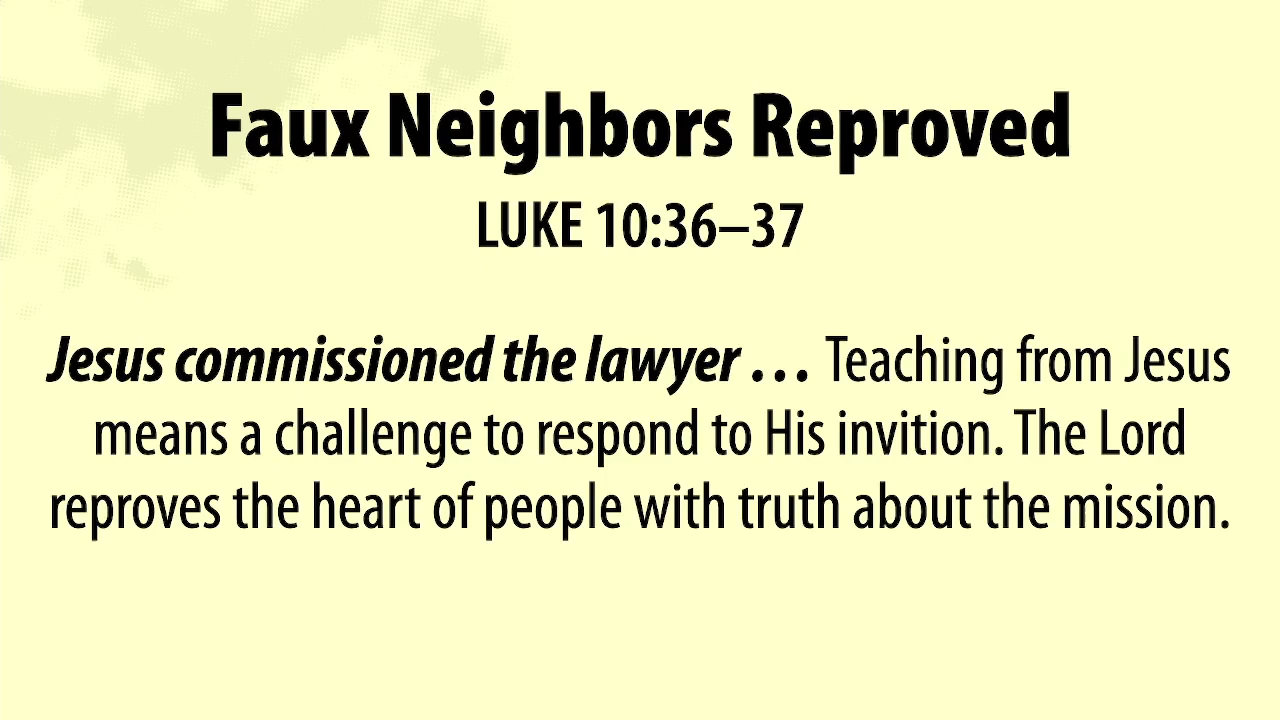 Faux Neighbors Reproved
LUKE 10:36–37
Jesus commissioned the lawyer … Teaching from Jesus
means a challenge to respond to His invition. The Lord
reproves the heart of people with truth about the mission.